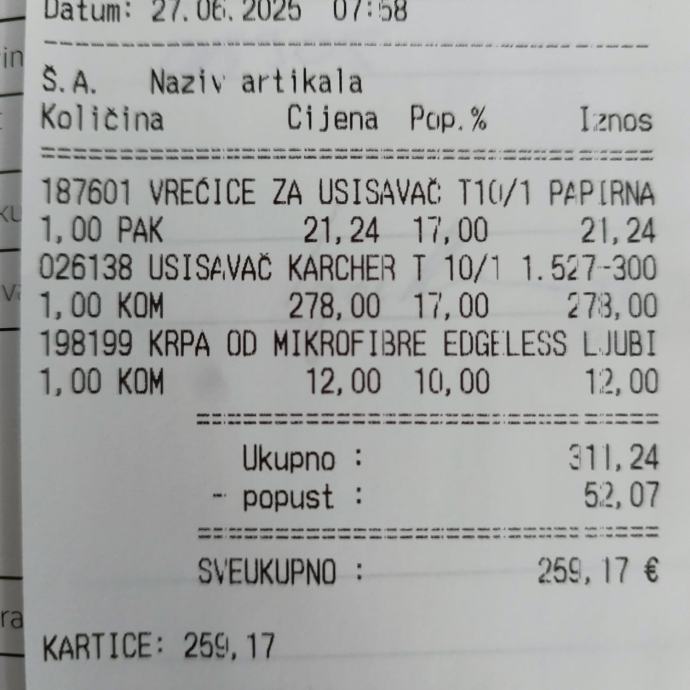 Datum: 27.06.2025 07:58
Š.A. Naziv artikala
Količina Cijena Pop.% Iznos
187601 VREĆICE ZA USISAVAČ T10/1 PAPIRNA
1,00 PAK 21,24 17,00 21,24
026138 USISAVAČ KARCHER T 10/1 1.527-300
1,00 KOM 278,00 17,00 278,00
198199 KRPA OD MIKROFIBRE EDGELESS LJUBI
1,00 KOM 12,00 10,00 12,00
Ukupno : 311,24
- popust : 52,07
SVEUKUPNO : 259,17 €
KARTICE: 259,17